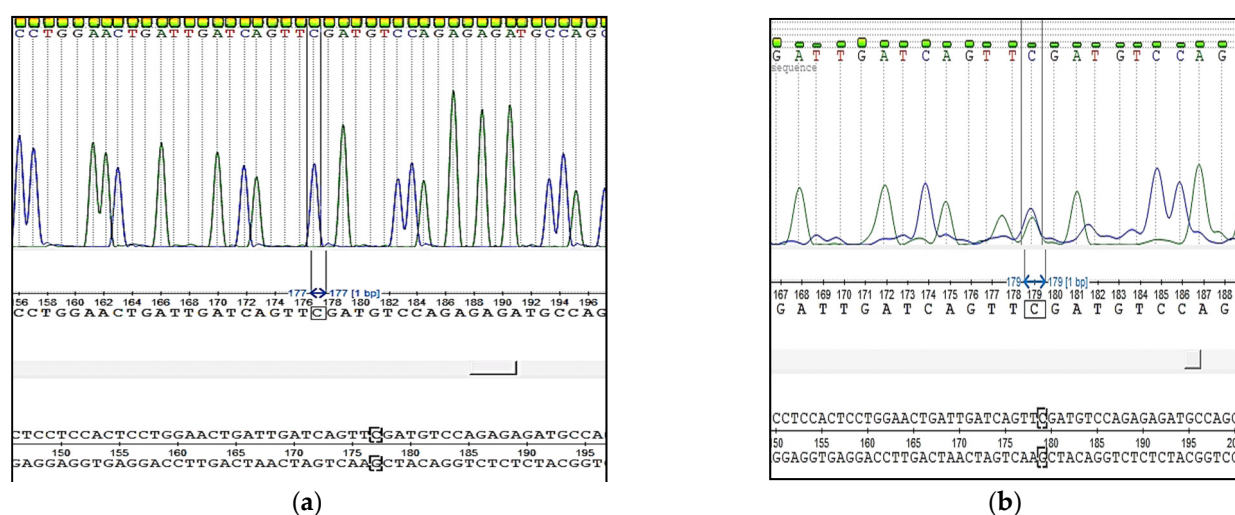 CCTGGAACTGATTGATCAGTTCGATGTCCAGAGAGATGCCAGC
177 177 [1 bp]
156 158 160 162 164 166 168 170 172 174 176 178 180 182 184 186 188 190 192 194 196
CCTGGAACTGATTGATCAGTTCGATGTCCAGAGAGATGCCAG
CTCCTCCACTCCTGGAACTGATTGATCAGTTCGATGTCCAGAGAGATGCCA
155 160 165 170 175 180 185 190 195
GAGGAGGTGAGGACCTTGACTAACTAGTCAAGCTACAGGTCTCTCTACGGT
(a)
G A T T G A T C A G T T C G A T G T C C A G
sequence
179 179 [1 bp]
167 168 169 170 171 172 173 174 175 176 177 178 179 180 181 182 183 184 185 186 187 188
G A T T G A T C A G T T C G A T G T C C A G
CCTCCACTCCTGGAACTGATTGATCAGTTCGATGTCCAGAGAGATGCCAG
150 155 160 165 170 175 180 185 190 195
GGAGGTGAGGACCTTGACTAACTAGTCAAGCTACAGGTCTCTCTACGGTC
(b)